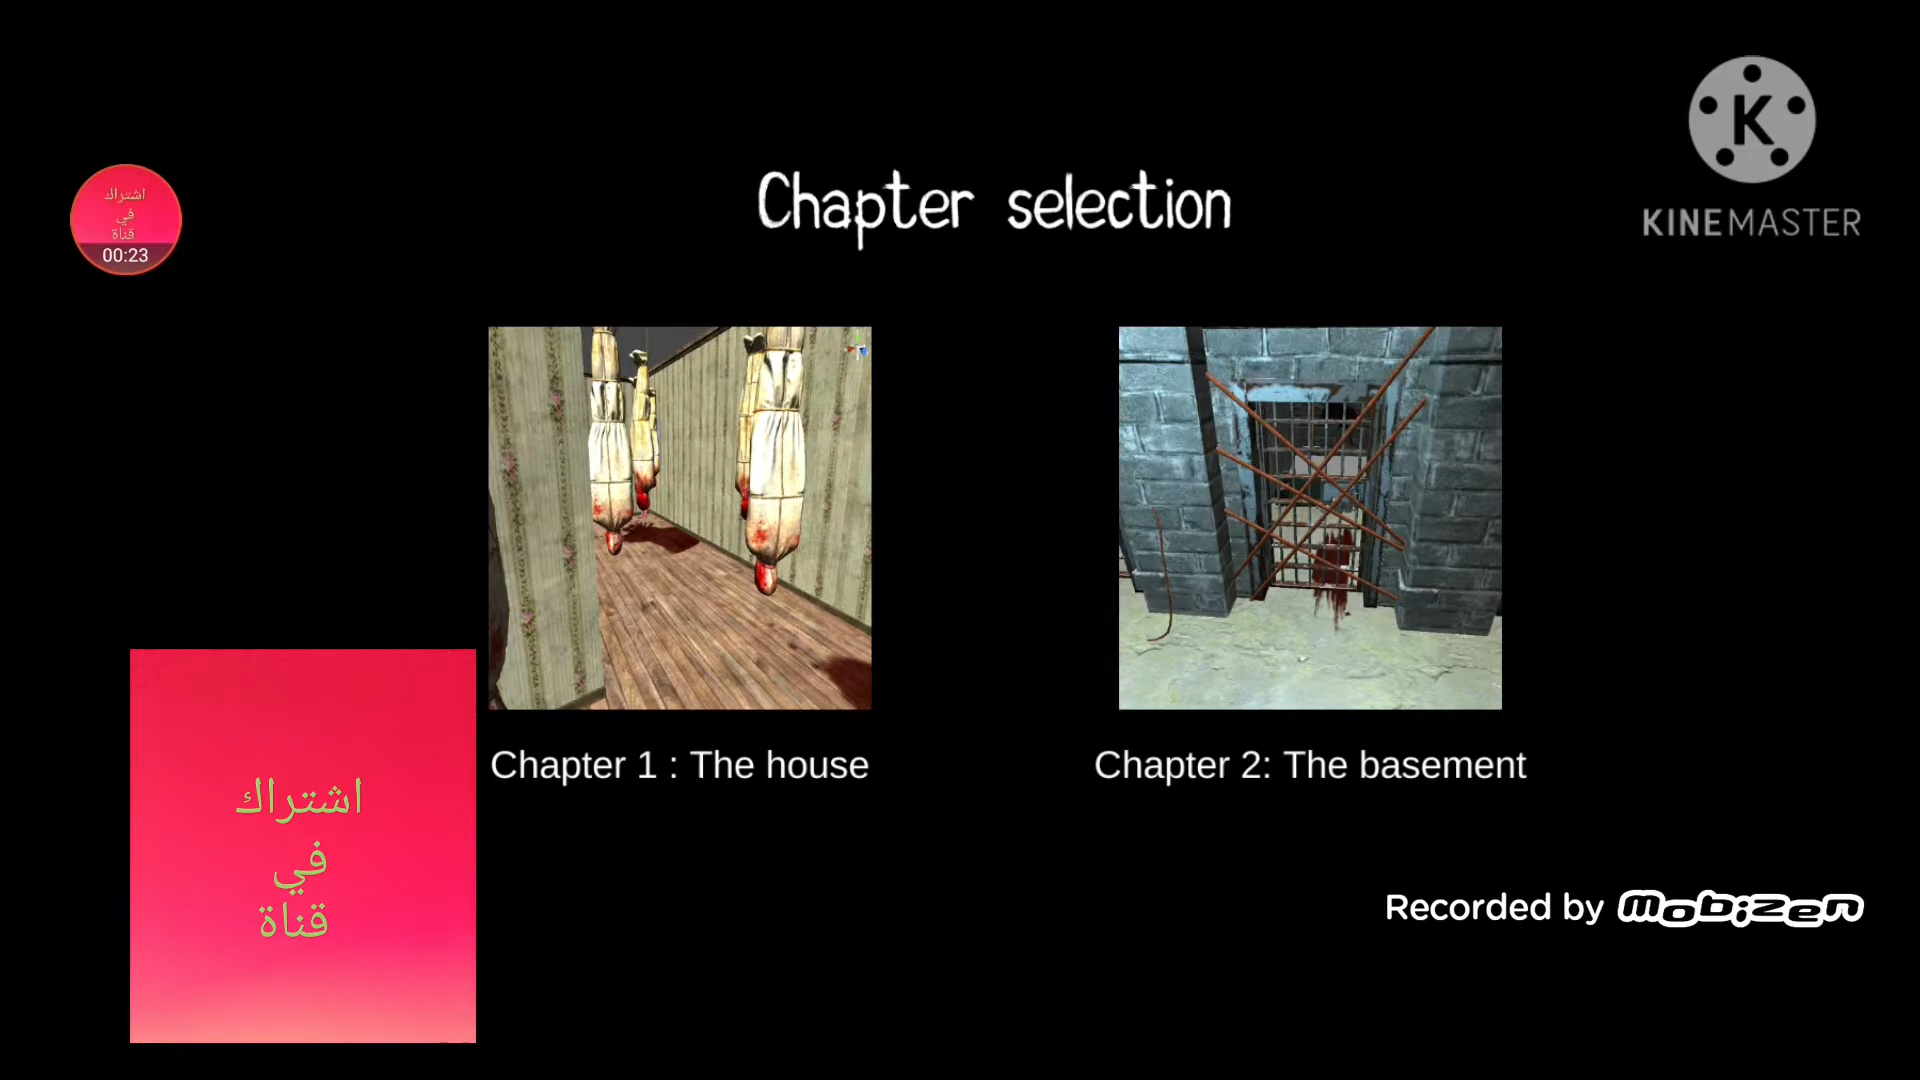 K
KINEMASTER
Chapter selection
اشتراك
في
قناة
00:23
Chapter 1 : The house
Chapter 2: The basement
اشتراك
في
قناة
Recorded by mobizen